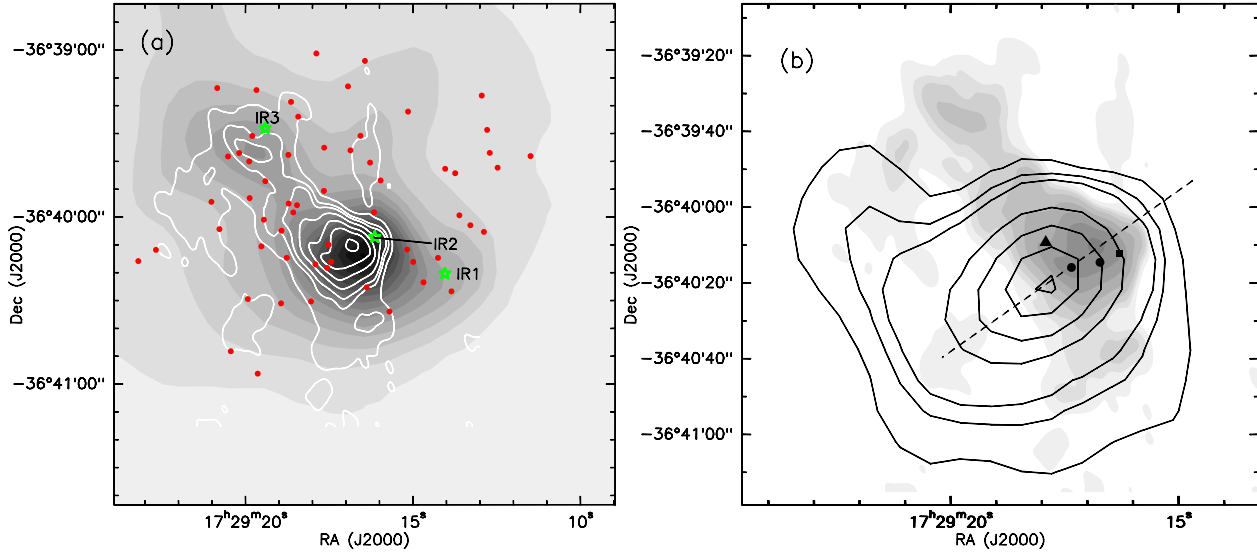 (a)
−36°39'00"
−36°40'00"
−36°41'00"
Dec (J2000)
IR3
IR2
IR1
17ʰ29ᵐ20ˢ
15ˢ
10ˢ
RA (J2000)
(b)
−36°39'20"
−36°39'40"
−36°40'00"
−36°40'20"
−36°40'40"
−36°41'00"
Dec (J2000)
17ʰ29ᵐ20ˢ
15ˢ
RA (J2000)